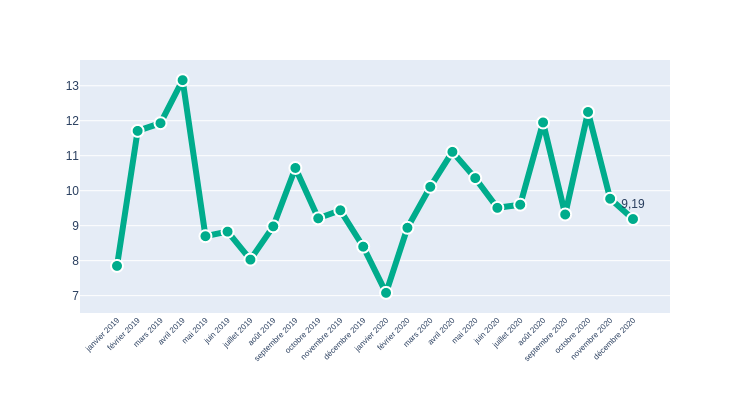 13
12
11
10
9
8
7
9,19
janvier 2019
février 2019
mars 2019
avril 2019
mai 2019
juin 2019
juillet 2019
août 2019
septembre 2019
octobre 2019
novembre 2019
décembre 2019
janvier 2020
février 2020
mars 2020
avril 2020
mai 2020
juin 2020
juillet 2020
août 2020
septembre 2020
octobre 2020
novembre 2020
décembre 2020